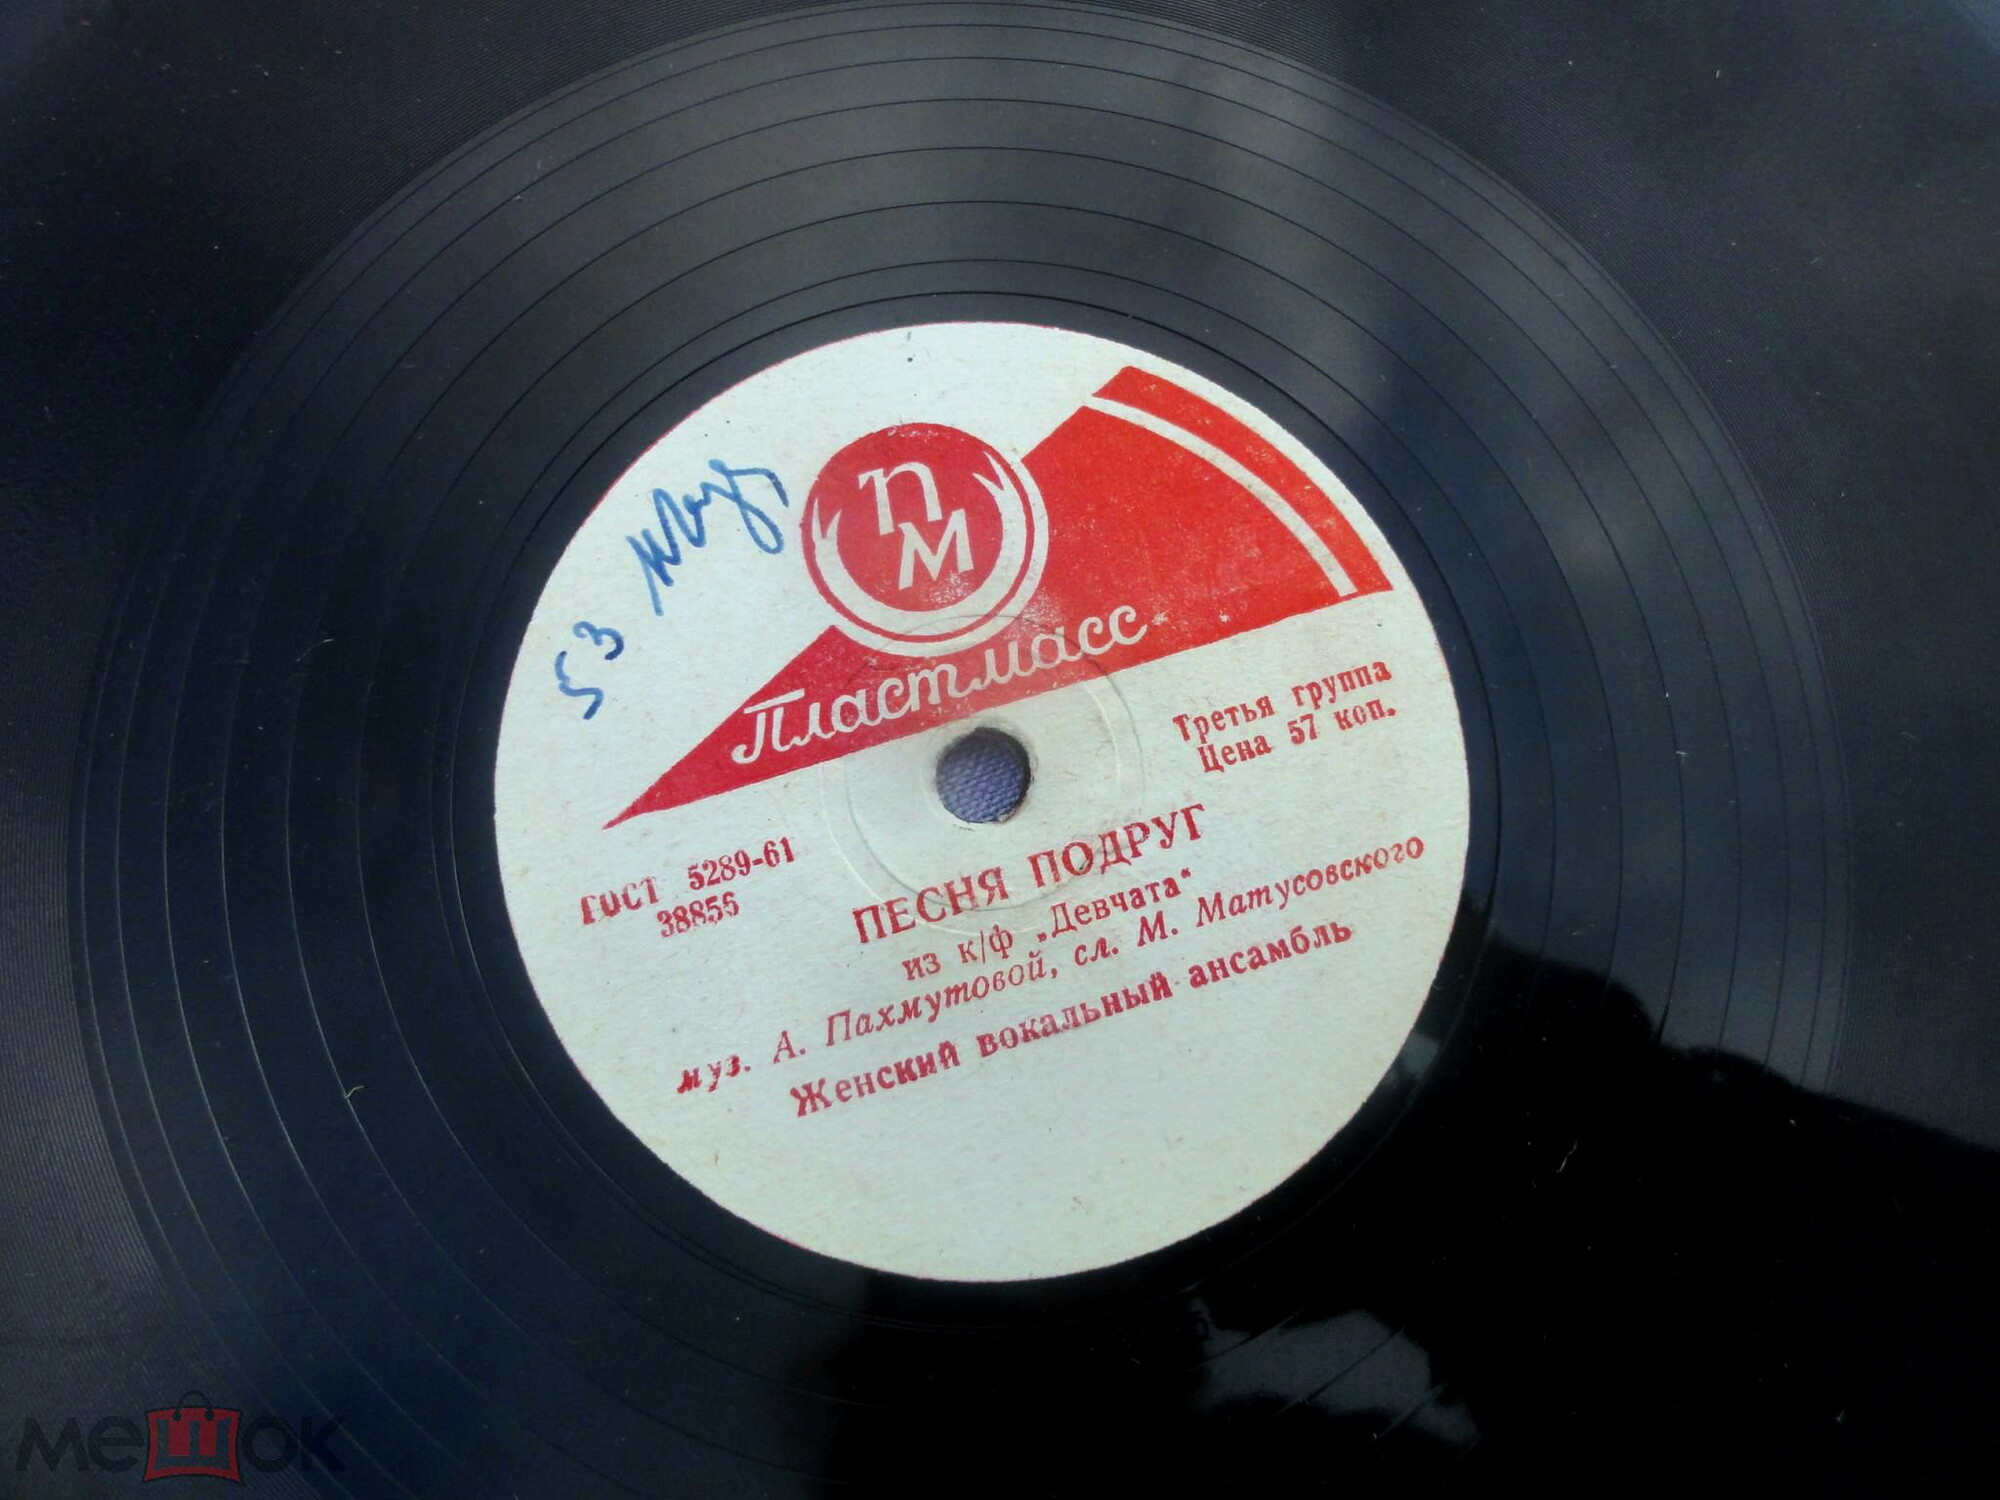 53
ПМ
Пластмасс
Третья группа
Цена 57 коп.
ГОСТ 5289-61
38856
ПЕСНЯ ПОДРУГ
из к/ф „Девчата“
муз. А. Пахмутовой, сл. М. Матусовского
Женский вокальный ансамбль
мешок